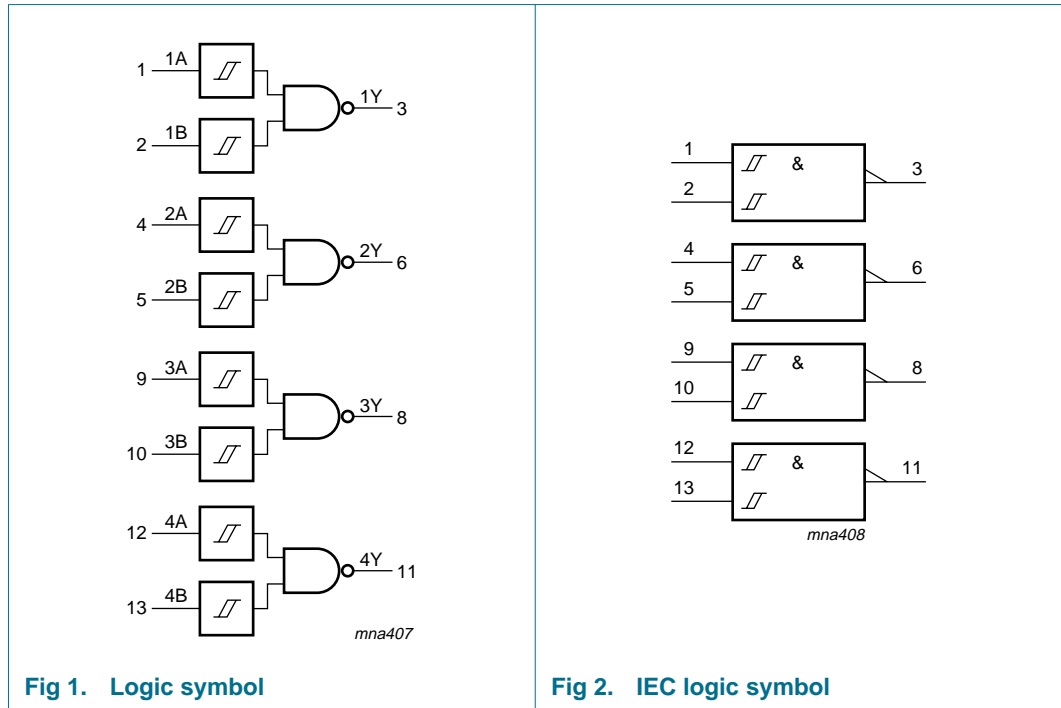 1 1A
2 1B
1Y 3
4 2A
5 2B
2Y 6
9 3A
10 3B
3Y 8
12 4A
13 4B
4Y 11
mna407
Fig 1. Logic symbol
1 & 3
2
4 & 6
5
9 & 8
10
12 & 11
13
mna408
Fig 2. IEC logic symbol